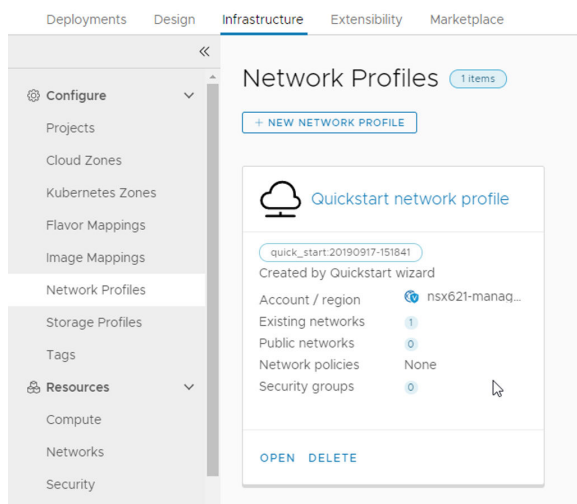 Deployments Design Infrastructure Extensibility Marketplace
«
Configure
Projects
Cloud Zones
Kubernetes Zones
Flavor Mappings
Image Mappings
Network Profiles
Storage Profiles
Tags
Resources
Compute
Networks
Security
Network Profiles 1 items
+ NEW NETWORK PROFILE
Quickstart network profile
quick_start:20190917-151841
Created by Quickstart wizard
Account / region nsx621-manag...
Existing networks 1
Public networks 0
Network policies None
Security groups 0
OPEN DELETE